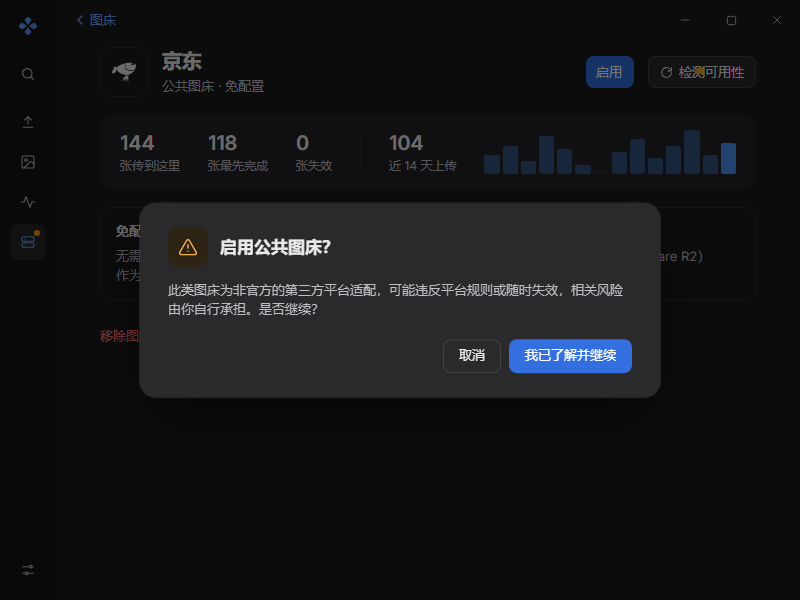 图床
京东
公共图床 · 免配置
启用
检测可用性
144
张传到这里
118
张最先完成
0
张失效
104
近 14 天上传
免配
无需
are R2)
作为
移除图
启用公共图床?
此类图床为非官方的第三方平台适配，可能违反平台规则或随时失效，相关风险
由你自行承担。是否继续?
取消
我已了解并继续